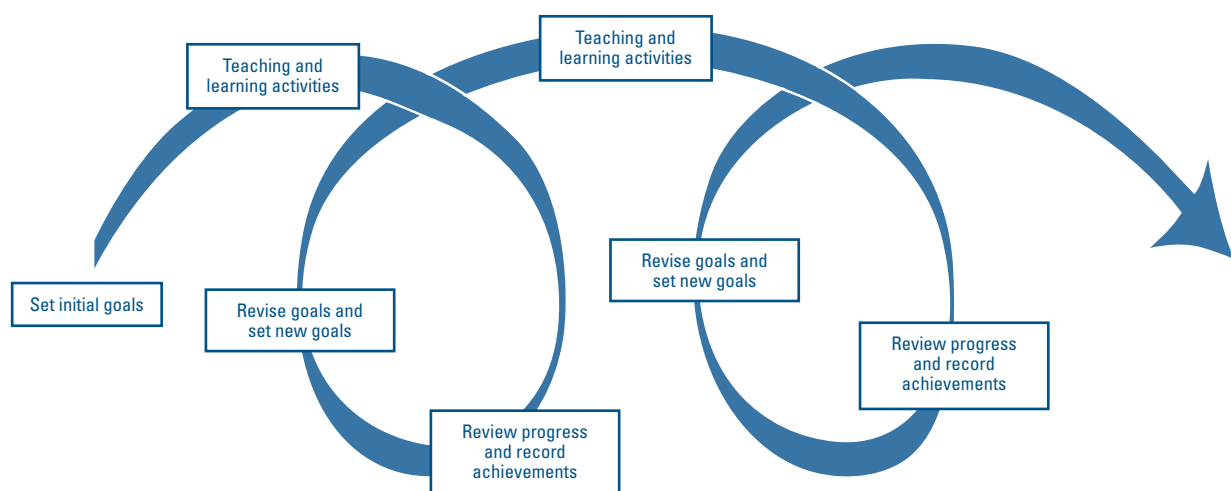 Set initial goals
Teaching and
learning activities
Review progress
and record
achievements
Revise goals and
set new goals
Teaching and
learning activities
Review progress
and record
achievements
Revise goals and
set new goals